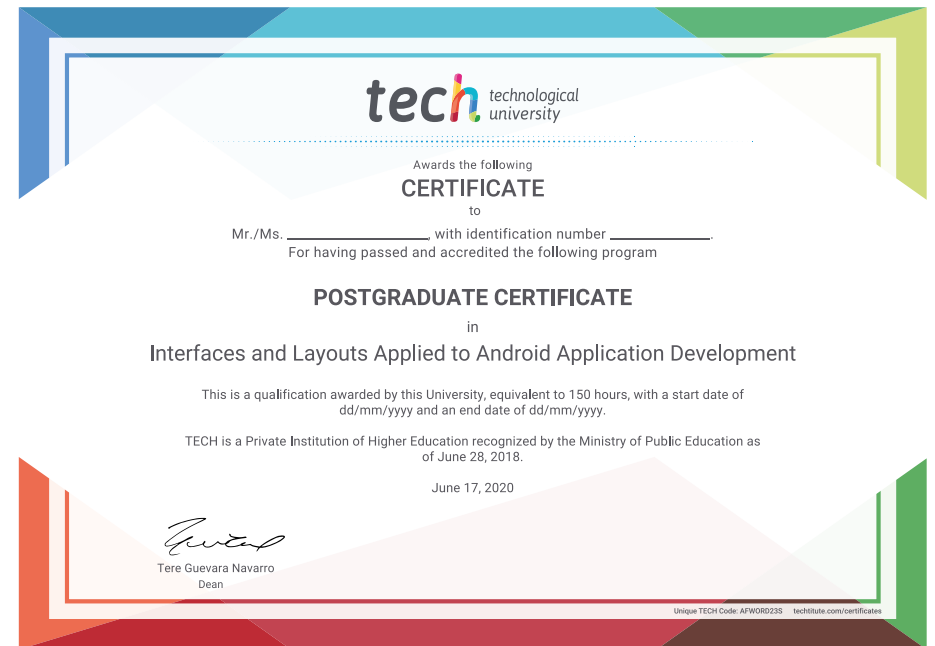 tech technological
university
Awards the following
CERTIFICATE
to
Mr./Ms. ____________________, with identification number ______________.
For having passed and accredited the following program
POSTGRADUATE CERTIFICATE
in
Interfaces and Layouts Applied to Android Application Development
This is a qualification awarded by this University, equivalent to 150 hours, with a start date of
dd/mm/yyyy and an end date of dd/mm/yyyy.
TECH is a Private Institution of Higher Education recognized by the Ministry of Public Education as
of June 28, 2018.
June 17, 2020
Tere Guevara Navarro
Dean
Unique TECH Code: AFWORD23S techtitute.com/certificates